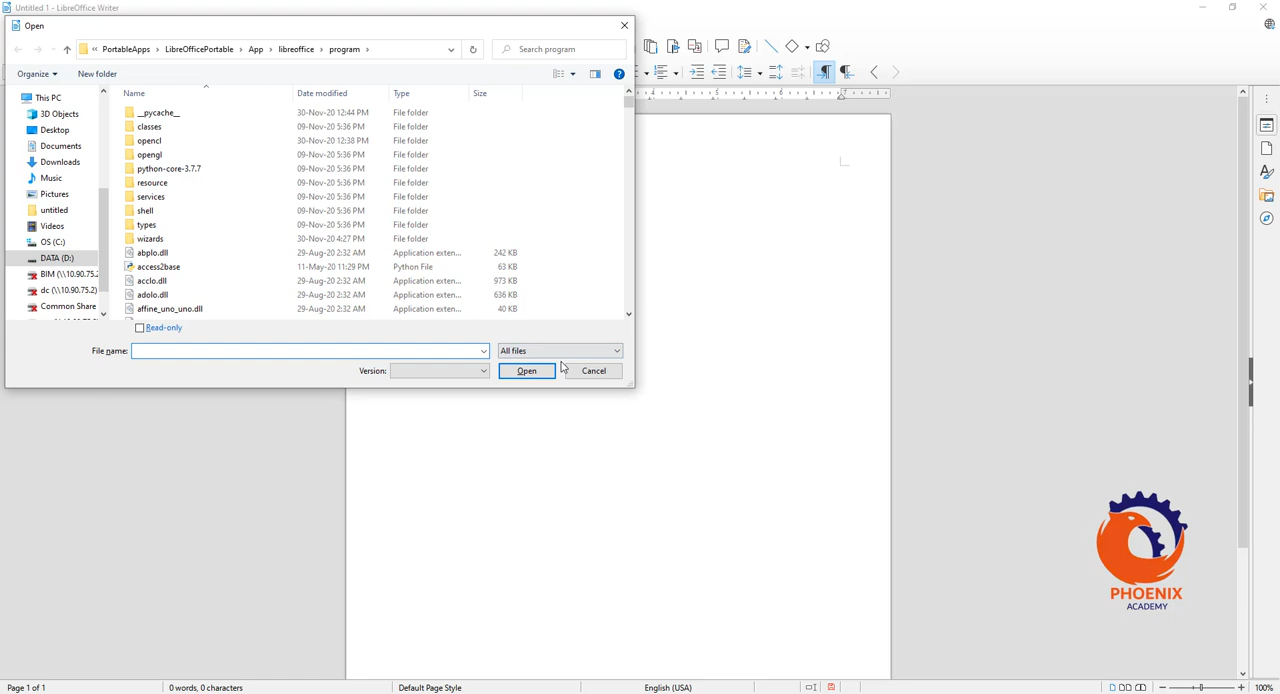 Untitled 1 - LibreOffice Writer
Open
« PortableApps › LibreOfficePortable › App › libreoffice › program ›
Search program
Organize
New folder
Name
Date modified
Type
Size
This PC
3D Objects
Desktop
Documents
Downloads
Music
Pictures
untitled
Videos
OS (C:)
DATA (D:)
BIM (\\10.90.75.2
dc (\\10.90.75.2)
Common Share
__pycache__ 30-Nov-20 12:44 PM File folder
classes 09-Nov-20 5:36 PM File folder
opencl 30-Nov-20 12:38 PM File folder
opengl 09-Nov-20 5:36 PM File folder
python-core-3.7.7 09-Nov-20 5:36 PM File folder
resource 09-Nov-20 5:36 PM File folder
services 09-Nov-20 5:36 PM File folder
shell 09-Nov-20 5:36 PM File folder
types 09-Nov-20 5:36 PM File folder
wizards 30-Nov-20 4:27 PM File folder
abplo.dll 29-Aug-20 2:32 AM Application exten... 242 KB
access2base 11-May-20 11:29 PM Python File 63 KB
acclo.dll 29-Aug-20 2:32 AM Application exten... 973 KB
adolo.dll 29-Aug-20 2:32 AM Application exten... 636 KB
affine_uno_uno.dll 29-Aug-20 2:32 AM Application exten... 40 KB
Read-only
File name:
All files
Version:
Open
Cancel
4 5 6 7
PHOENIX
ACADEMY
Page 1 of 1
0 words, 0 characters
Default Page Style
English (USA)
100%